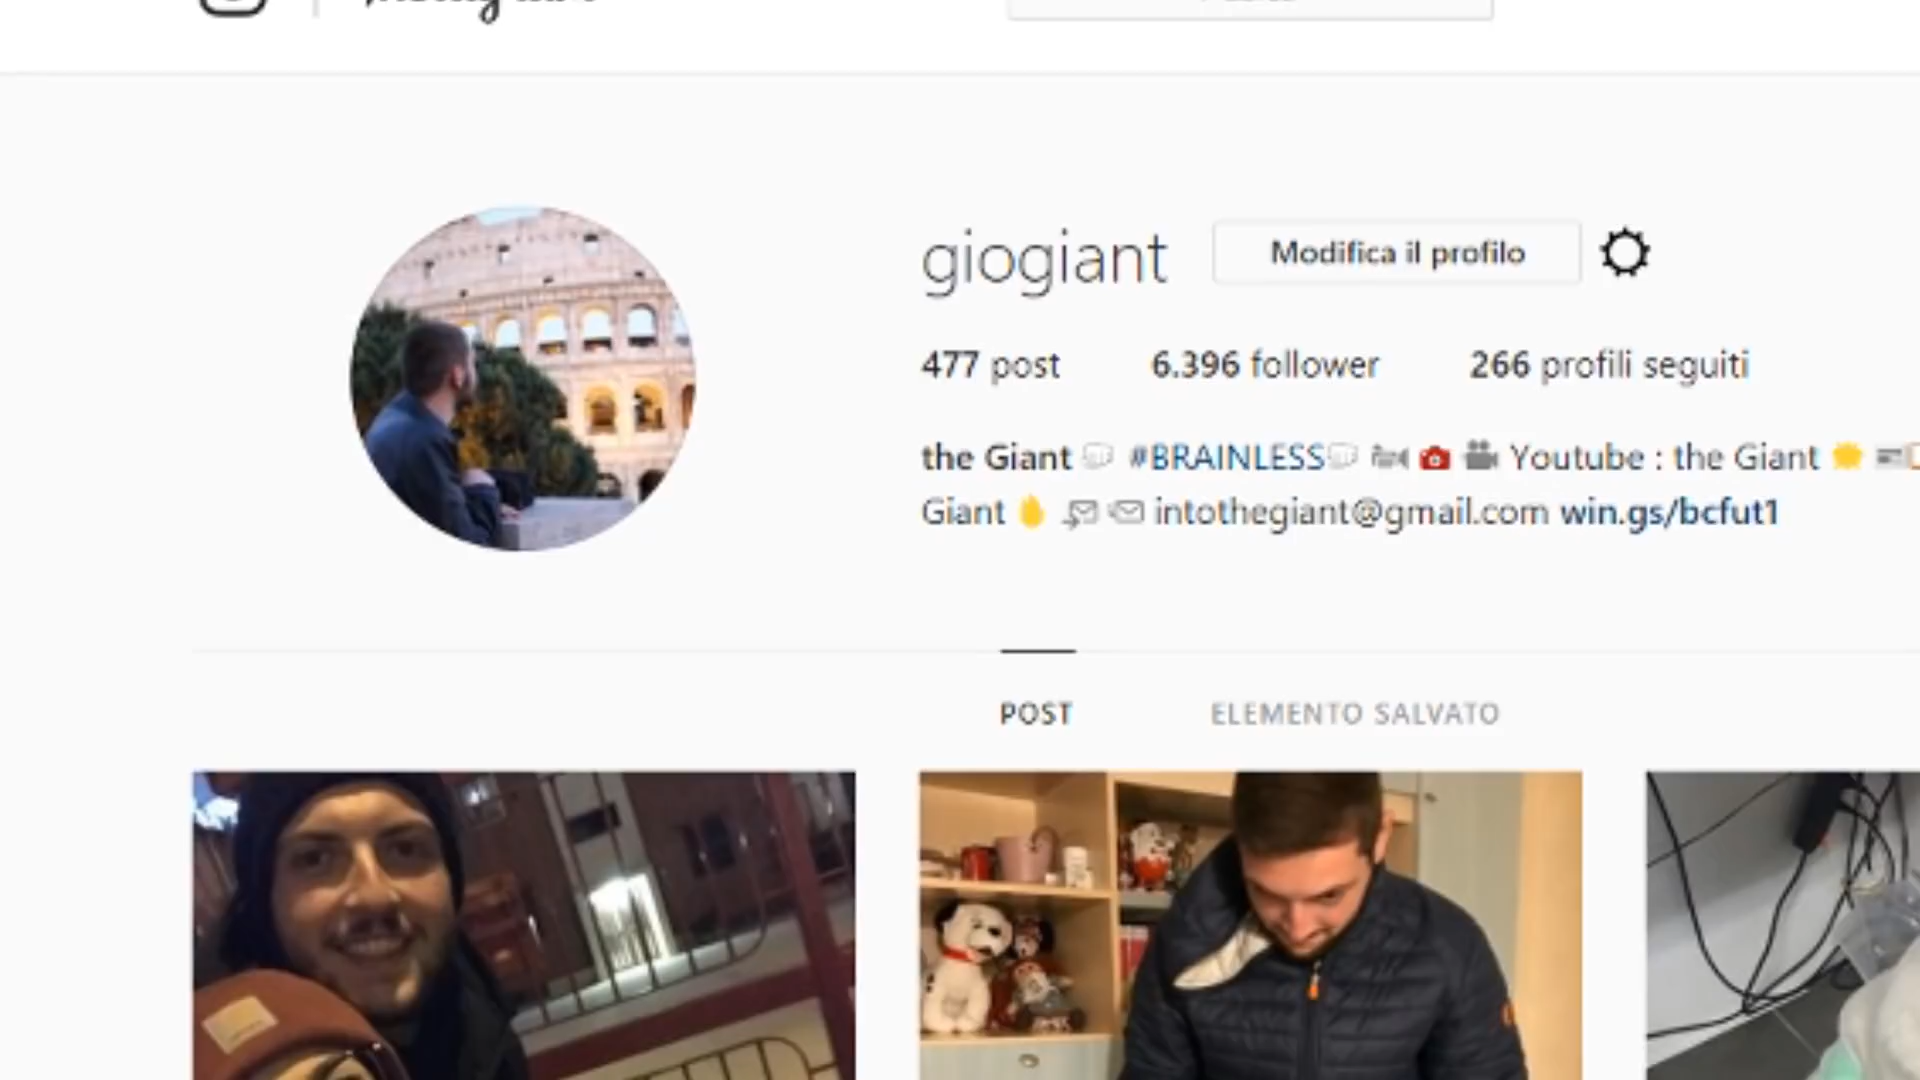 giogiant Modifica il profilo
477 post 6.396 follower 266 profili seguiti
the Giant #BRAINLESS Youtube : the Giant
Giant intothegiant@gmail.com win.gs/bcfut1
POST ELEMENTO SALVATO